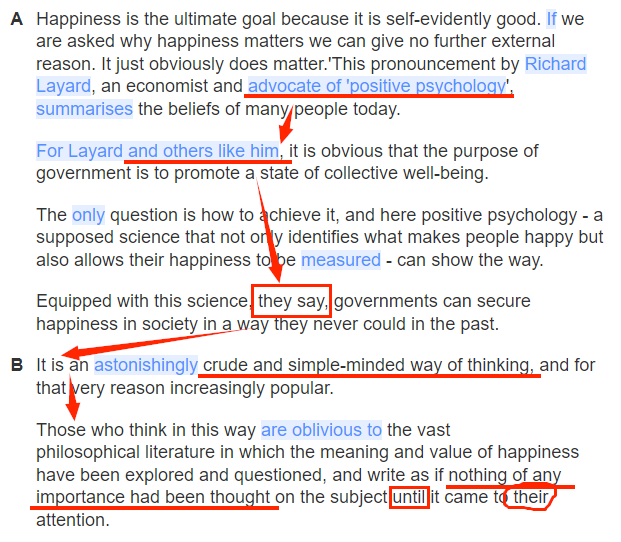 A Happiness is the ultimate goal because it is self-evidently good. If we
are asked why happiness matters we can give no further external
reason. It just obviously does matter.'This pronouncement by Richard
Layard, an economist and advocate of 'positive psychology',
summarises the beliefs of many people today.
For Layard and others like him, it is obvious that the purpose of
government is to promote a state of collective well-being.
The only question is how to achieve it, and here positive psychology - a
supposed science that not only identifies what makes people happy but
also allows their happiness to be measured - can show the way.
Equipped with this science, they say, governments can secure
happiness in society in a way they never could in the past.
B It is an astonishingly crude and simple-minded way of thinking, and for
that very reason increasingly popular.
Those who think in this way are oblivious to the vast
philosophical literature in which the meaning and value of happiness
have been explored and questioned, and write as if nothing of any
importance had been thought on the subject until it came to their
attention.